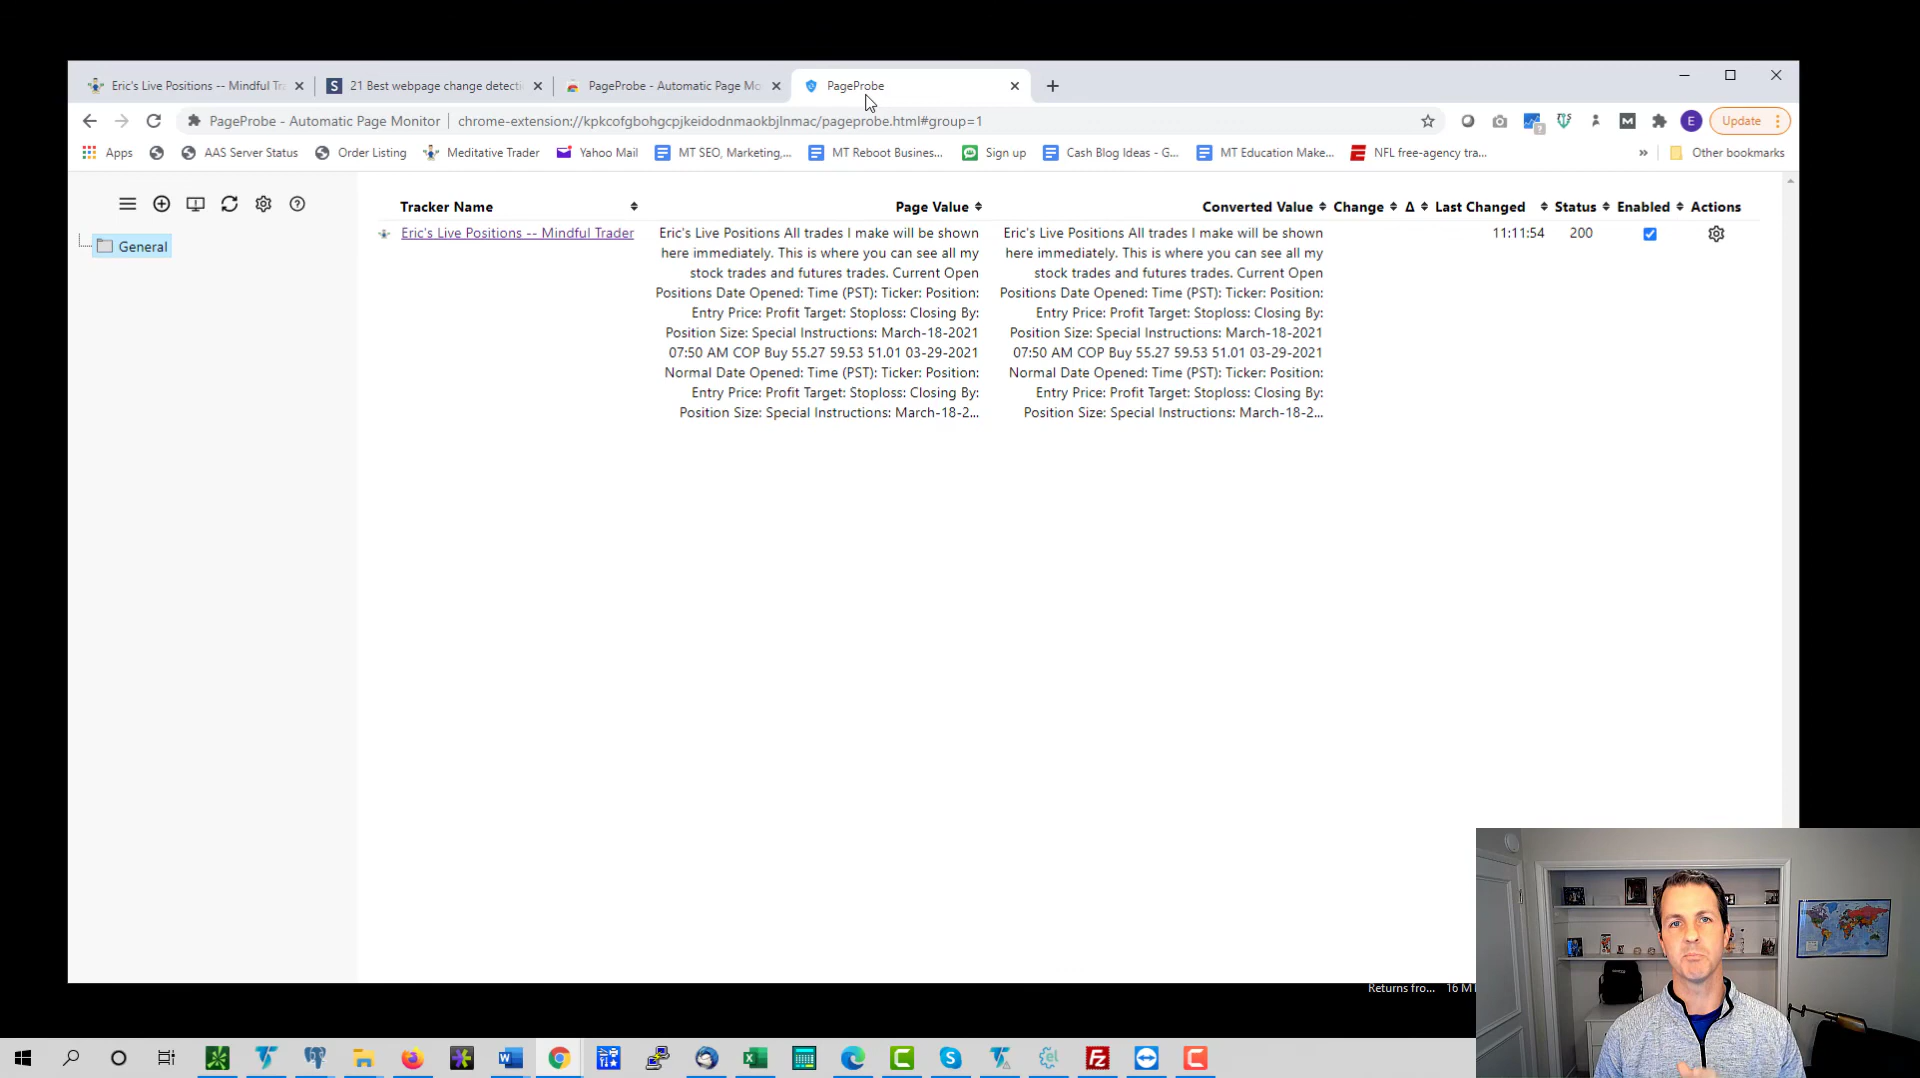 Eric's Live Positions -- Mindful Tr
21 Best webpage change detecti
PageProbe - Automatic Page Mo
PageProbe
PageProbe - Automatic Page Monitor
chrome-extension://kpkcofgbohgcpjkeidodnmaokbjlnmac/pageprobe.html#group=1
E
Update
Apps
AAS Server Status
Order Listing
Meditative Trader
Yahoo Mail
MT SEO, Marketing,...
MT Reboot Busines...
Sign up
Cash Blog Ideas - G...
MT Education Make...
NFL free-agency tra...
»
Other bookmarks
General
Tracker Name
Page Value
Converted Value
Change
Δ
Last Changed
Status
Enabled
Actions
Eric's Live Positions -- Mindful Trader
Eric's Live Positions All trades I make will be shown
here immediately. This is where you can see all my
stock trades and futures trades. Current Open
Positions Date Opened: Time (PST): Ticker: Position:
Entry Price: Profit Target: Stoploss: Closing By:
Position Size: Special Instructions: March-18-2021
07:50 AM COP Buy 55.27 59.53 51.01 03-29-2021
Normal Date Opened: Time (PST): Ticker: Position:
Entry Price: Profit Target: Stoploss: Closing By:
Position Size: Special Instructions: March-18-2...
Eric's Live Positions All trades I make will be shown
here immediately. This is where you can see all my
stock trades and futures trades. Current Open
Positions Date Opened: Time (PST): Ticker: Position:
Entry Price: Profit Target: Stoploss: Closing By:
Position Size: Special Instructions: March-18-2021
07:50 AM COP Buy 55.27 59.53 51.01 03-29-2021
Normal Date Opened: Time (PST): Ticker: Position:
Entry Price: Profit Target: Stoploss: Closing By:
Position Size: Special Instructions: March-18-2...
11:11:54
200
Returns fro...
16 MT